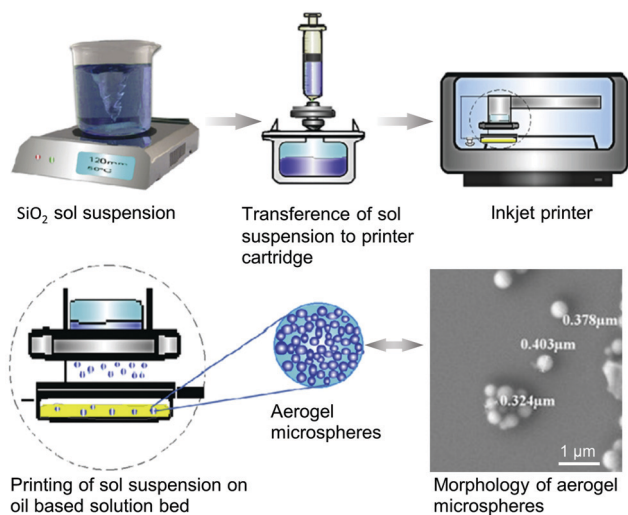 120mm
60°C
SiO₂ sol suspension
Transference of sol
suspension to printer
cartridge
Inkjet printer
0.378µm
0.403µm
0.324µm
1 µm
Aerogel
microspheres
Printing of sol suspension on
oil based solution bed
Morphology of aerogel
microspheres